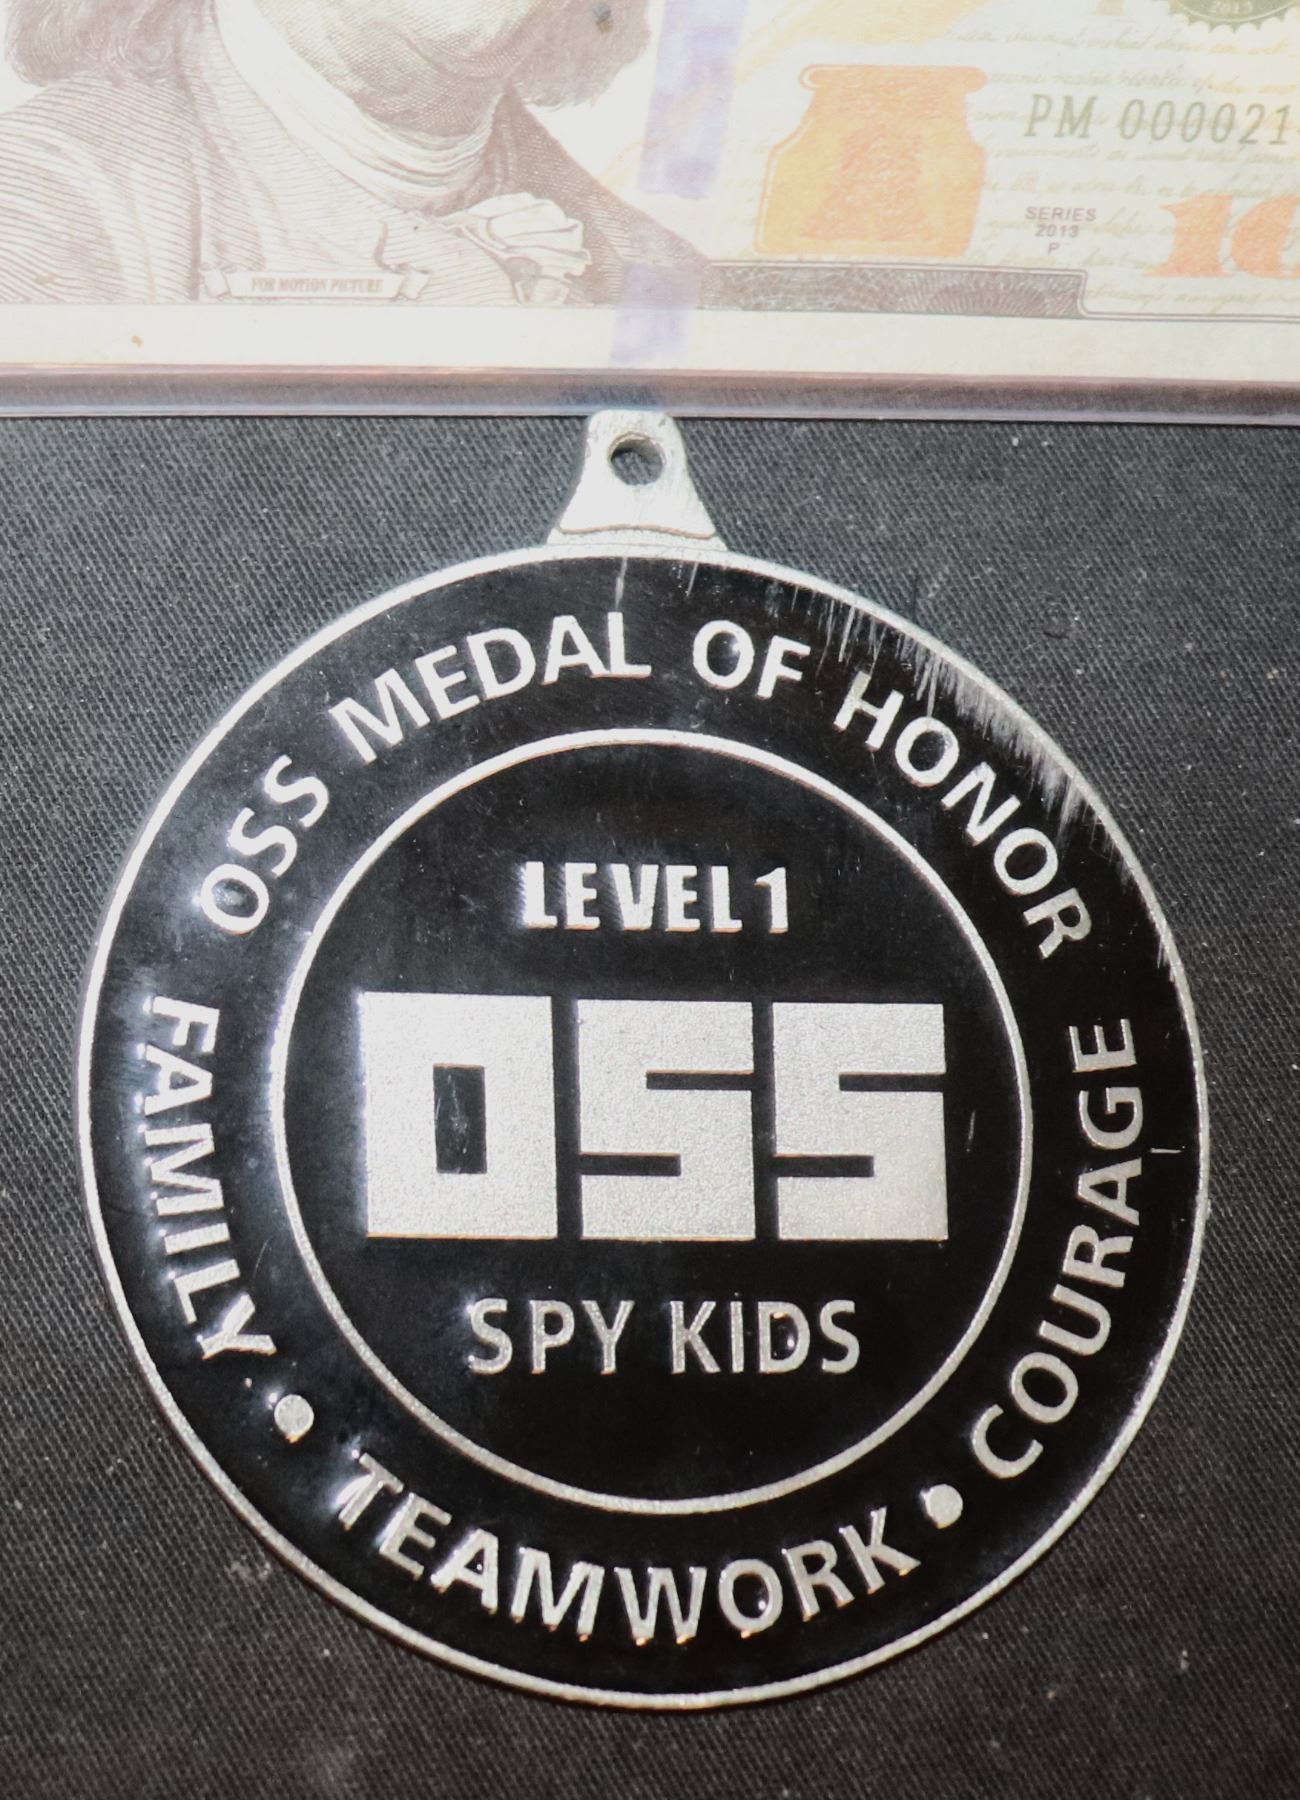 2013
PM 000021
SERIES
2013
P
FOR MOTION PICTURE
OSS MEDAL OF HONOR
LEVEL 1
OSS
SPY KIDS
FAMILY • TEAMWORK • COURAGE